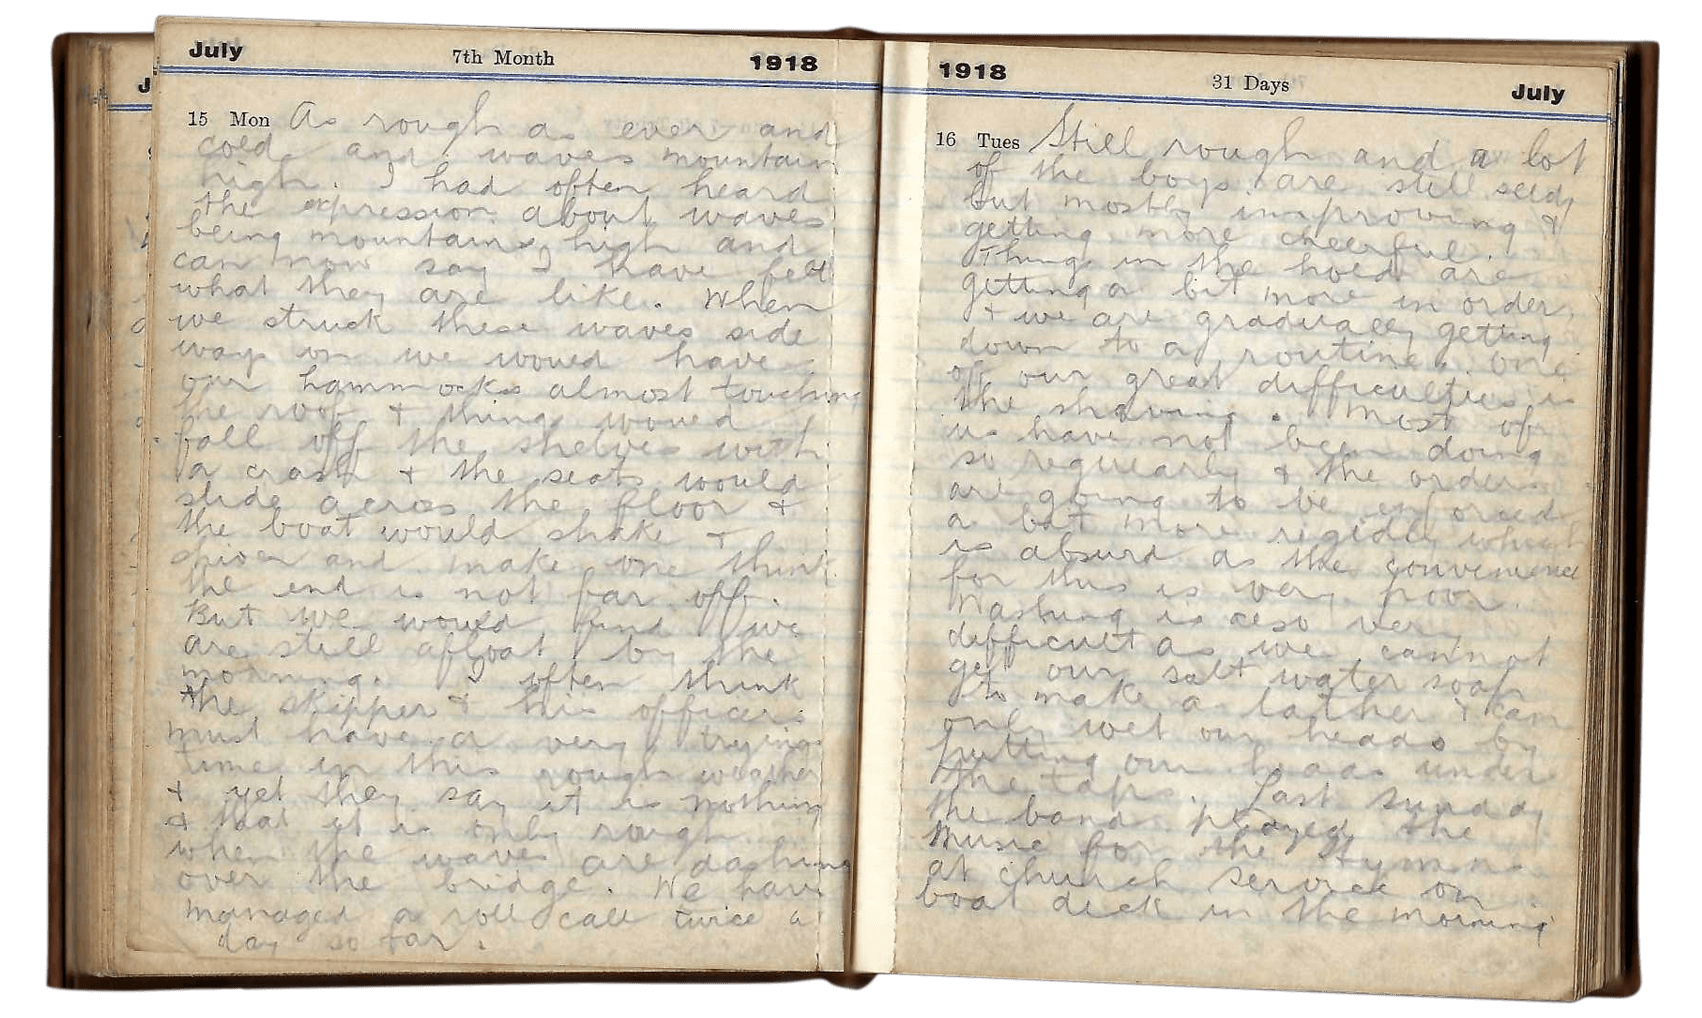 July 7th Month 1918
15 Mon As rough as ever and
cold and waves mountain
high. I had often heard
the expression about waves
being mountains high and
can now say I have felt
what they are like. When
we struck these waves side
ways on we would have
our hammocks almost touching
the roof & things would
fall off the shelves with
a crash & the seats would
slide across the floor &
the boat would shake &
shiver and make one think
the end is not far off.
But we would find we
are still afloat by the
morning. I often think
the skipper & his officers
must have a very trying
time in this rough weather
& yet they say it is nothing
& that it is only rough
when the waves are dashing
over the bridge. We have
managed a roll call twice a
day so far.
1918 31 Days July
16 Tues Still rough and a lot
of the boys are still seedy
but mostly improving &
getting more cheerful.
Things in the hold are
getting a bit more in order,
& we are gradually getting
down to a routine. One
of our great difficulties is
the shaving. Most of
us have not been doing
so regularly & the orders
are going to be enforced
a bit more rigidly which
is absurd as the convenience
for this is very poor.
Washing is also very
difficult as we cannot
get our salt water soap
to make a lather & can
only wet our heads by
putting our heads under
the taps. Last Sunday
the band played the
music for the Hymns
at church service on
boat deck in the morning